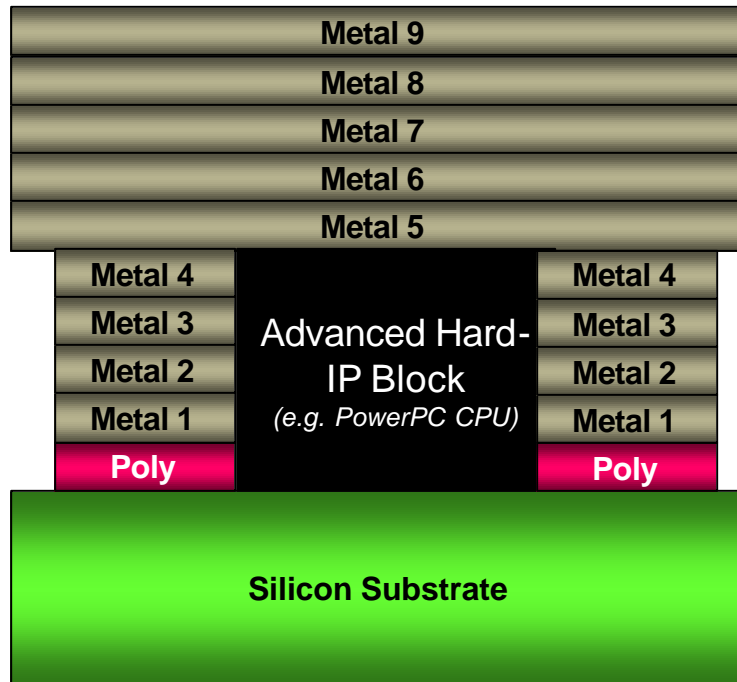 Metal 9
Metal 8
Metal 7
Metal 6
Metal 5
Metal 4
Metal 3
Metal 2
Metal 1
Poly
Advanced Hard-
IP Block
(e.g. PowerPC CPU)
Metal 4
Metal 3
Metal 2
Metal 1
Poly
Silicon Substrate